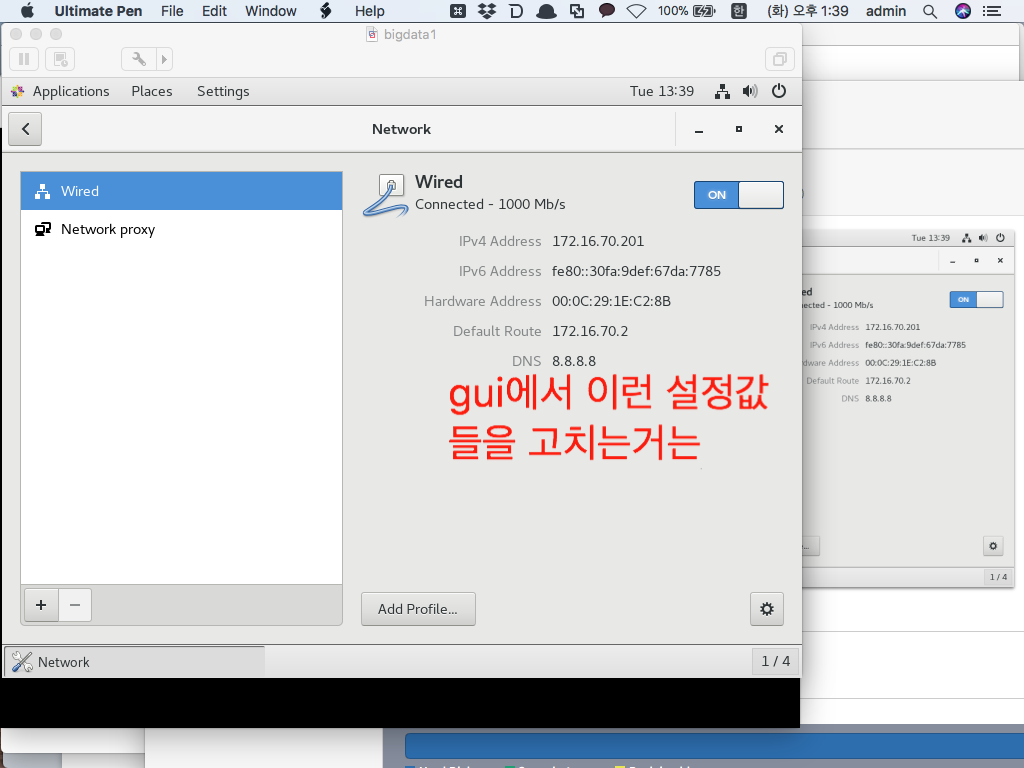 Ultimate Pen File Edit Window Help 100% 한 (화) 오후 1:39 admin
bigdata1
Applications Places Settings Tue 13:39
Network
Wired
Network proxy
Wired
Connected - 1000 Mb/s
ON
IPv4 Address 172.16.70.201
IPv6 Address fe80::30fa:9def:67da:7785
Hardware Address 00:0C:29:1E:C2:8B
Default Route 172.16.70.2
DNS 8.8.8.8
gui에서 이런 설정값
들을 고치는거는
+ −
Add Profile...
Network
1 / 4
Tue 13:39
ed
ected - 1000 Mb/s
ON
IPv4 Address 172.16.70.201
IPv6 Address fe80::30fa:9def:67da:7785
dware Address 00:0C:29:1E:C2:8B
Default Route 172.16.70.2
DNS 8.8.8.8
1 / 4